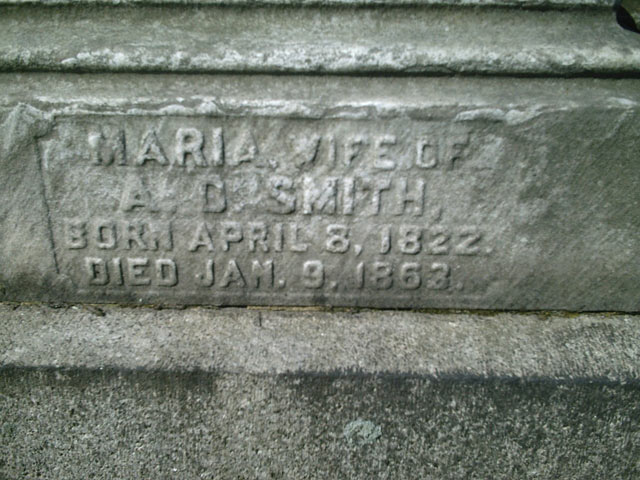 MARIA, WIFE OF
A. D. SMITH,
BORN APRIL 8, 1822.
DIED JAN. 9, 1863.